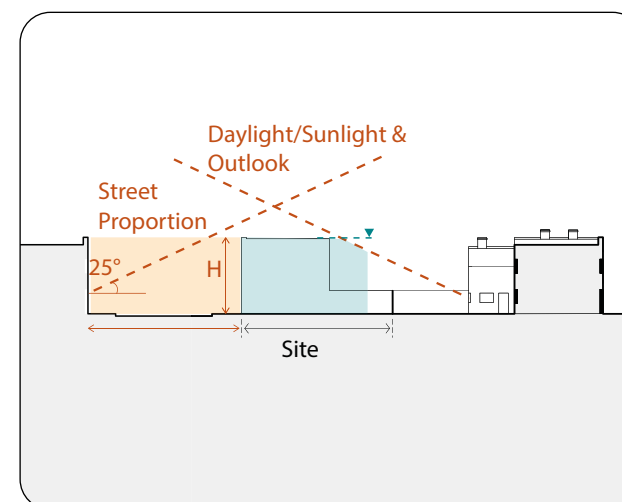 Daylight/Sunlight &
Outlook
Street
Proportion
25°
H
Site